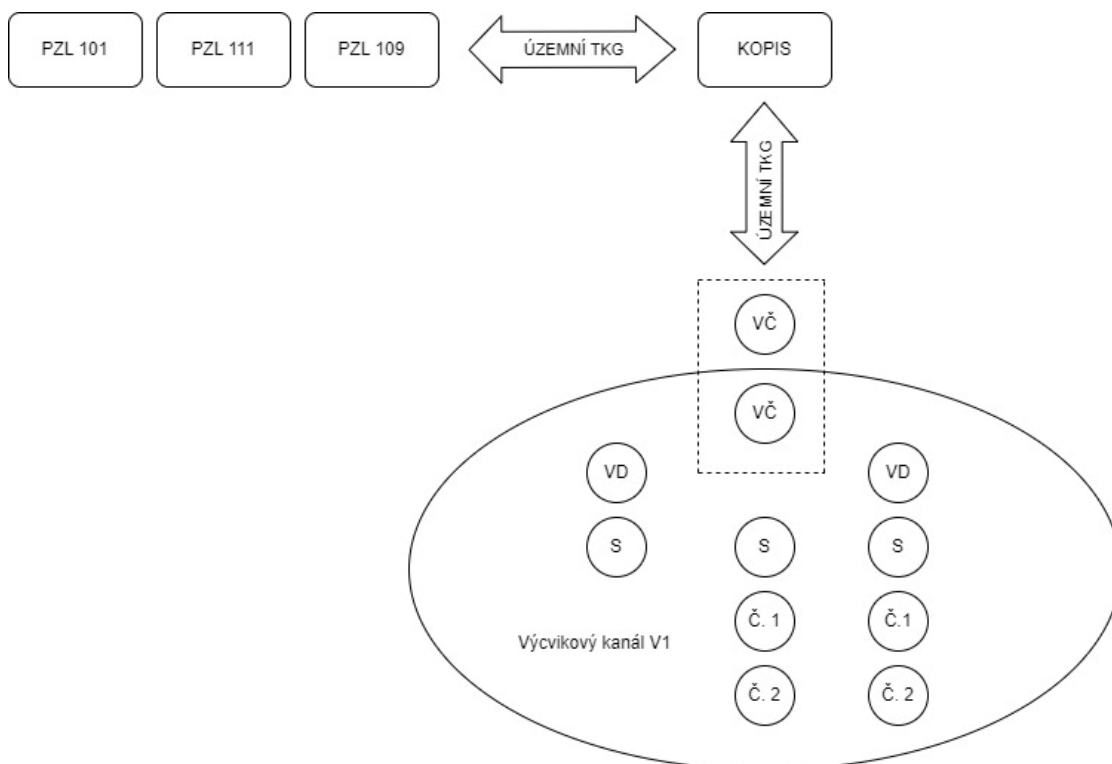 PZL 101
PZL 111
PZL 109
ÚZEMNÍ TKG
KOPIS
ÚZEMNÍ TKG
VČ
VČ
VD
VD
S
S
S
Č. 1
Č.1
Výcvikový kanál V1
Č. 2
Č. 2